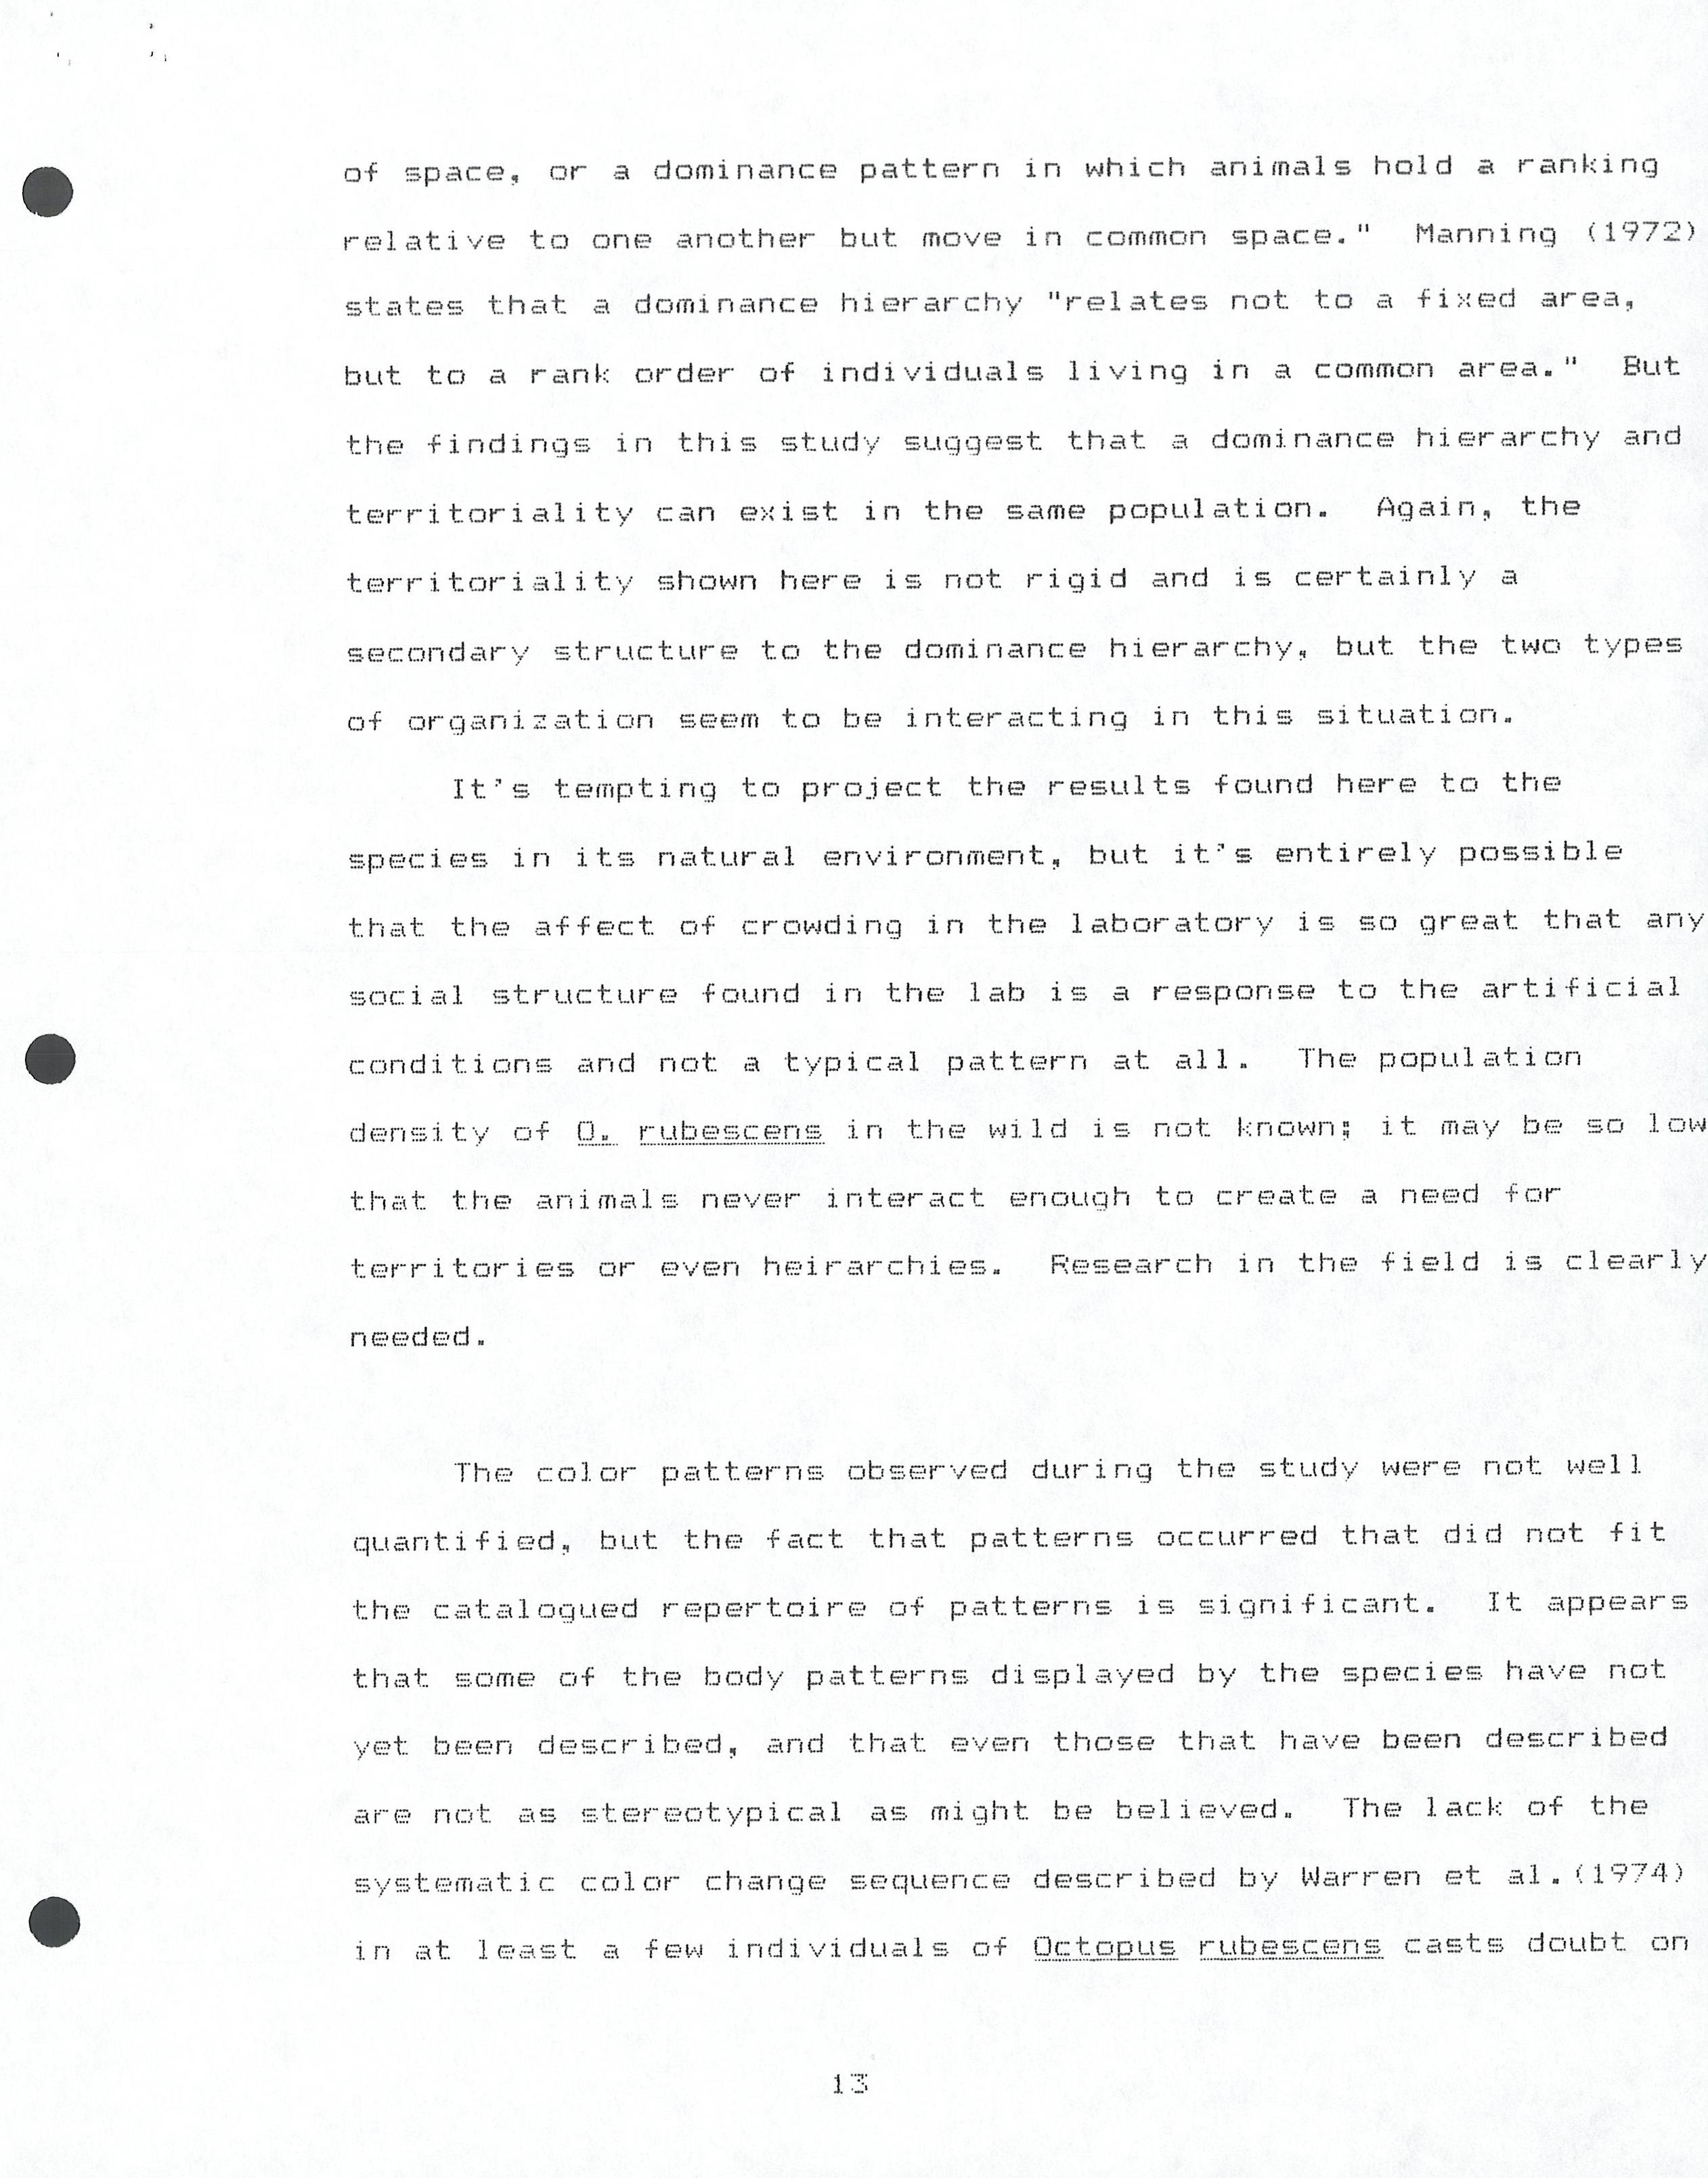 of space, or a dominance pattern in which animals hold a ranking
relative to one another but move in common space."  Manning (1972)
states that a dominance hierarchy "relates not to a fixed area,
but to a rank order of individuals living in a common area."  But
the findings in this study suggest that a dominance hierarchy and
territoriality can exist in the same population.  Again, the
territoriality shown here is not rigid and is certainly a
secondary structure to the dominance hierarchy, but the two types
of organization seem to be interacting in this situation.
It's tempting to project the results found here to the
species in its natural environment, but it's entirely possible
that the affect of crowding in the laboratory is so great that any
social structure found in the lab is a response to the artificial
conditions and not a typical pattern at all.  The population
density of O. rubescens in the wild is not known; it may be so low
that the animals never interact enough to create a need for
territories or even heirarchies.  Research in the field is clearly
needed.
The color patterns observed during the study were not well
quantified, but the fact that patterns occurred that did not fit
the catalogued repertoire of patterns is significant.  It appears
that some of the body patterns displayed by the species have not
yet been described, and that even those that have been described
are not as stereotypical as might be believed.  The lack of the
systematic color change sequence described by Warren et al.(1974)
in at least a few individuals of Octopus rubescens casts doubt on
13